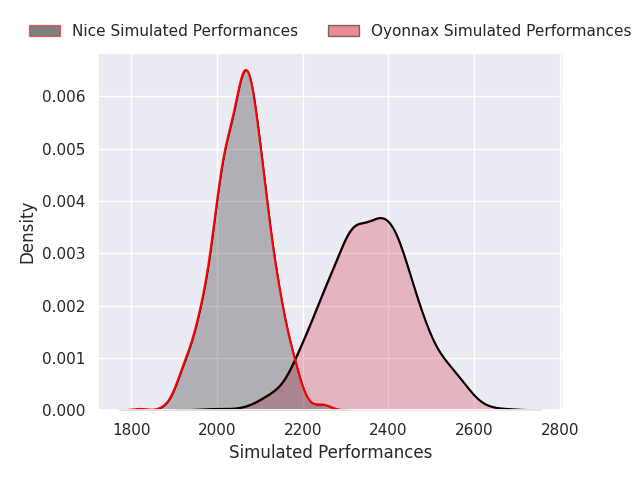 Nice Simulated Performances Oyonnax Simulated Performances
0.006
0.005
0.004
0.003
0.002
0.001
0.000
Density
1800 2000 2200 2400 2600 2800
Simulated Performances